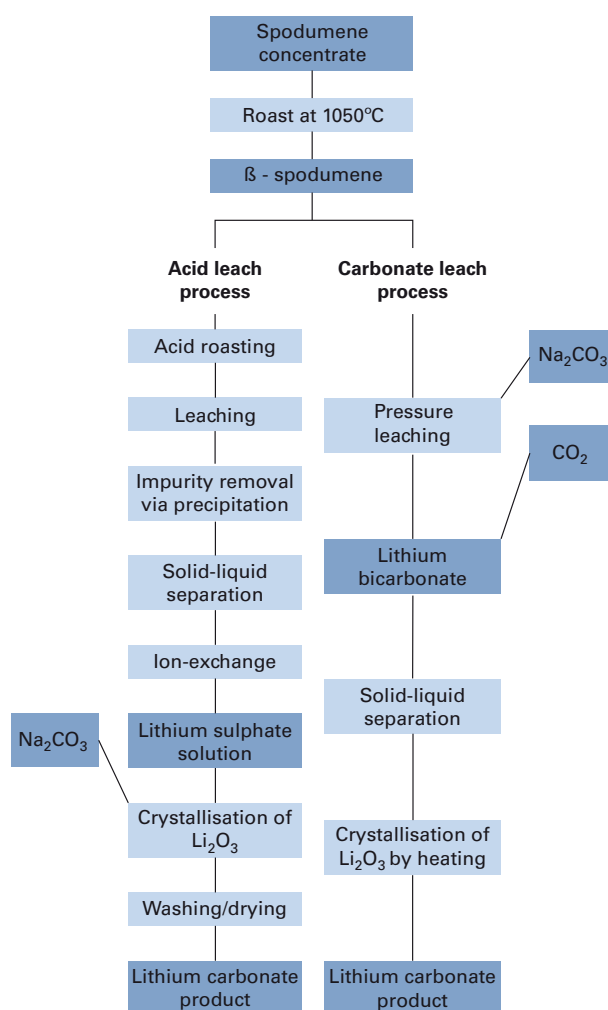 Spodumene
concentrate
Roast at 1050ºC
ß - spodumene
Acid leach
process
Acid roasting
Leaching
Impurity removal
via precipitation
Solid-liquid
separation
Ion-exchange
Lithium sulphate
solution
Na₂CO₃
Crystallisation of
Li₂O₃
Washing/drying
Lithium carbonate
product
Carbonate leach
process
Na₂CO₃
Pressure
leaching
CO₂
Lithium
bicarbonate
Solid-liquid
separation
Crystallisation of
Li₂O₃ by heating
Lithium carbonate
product